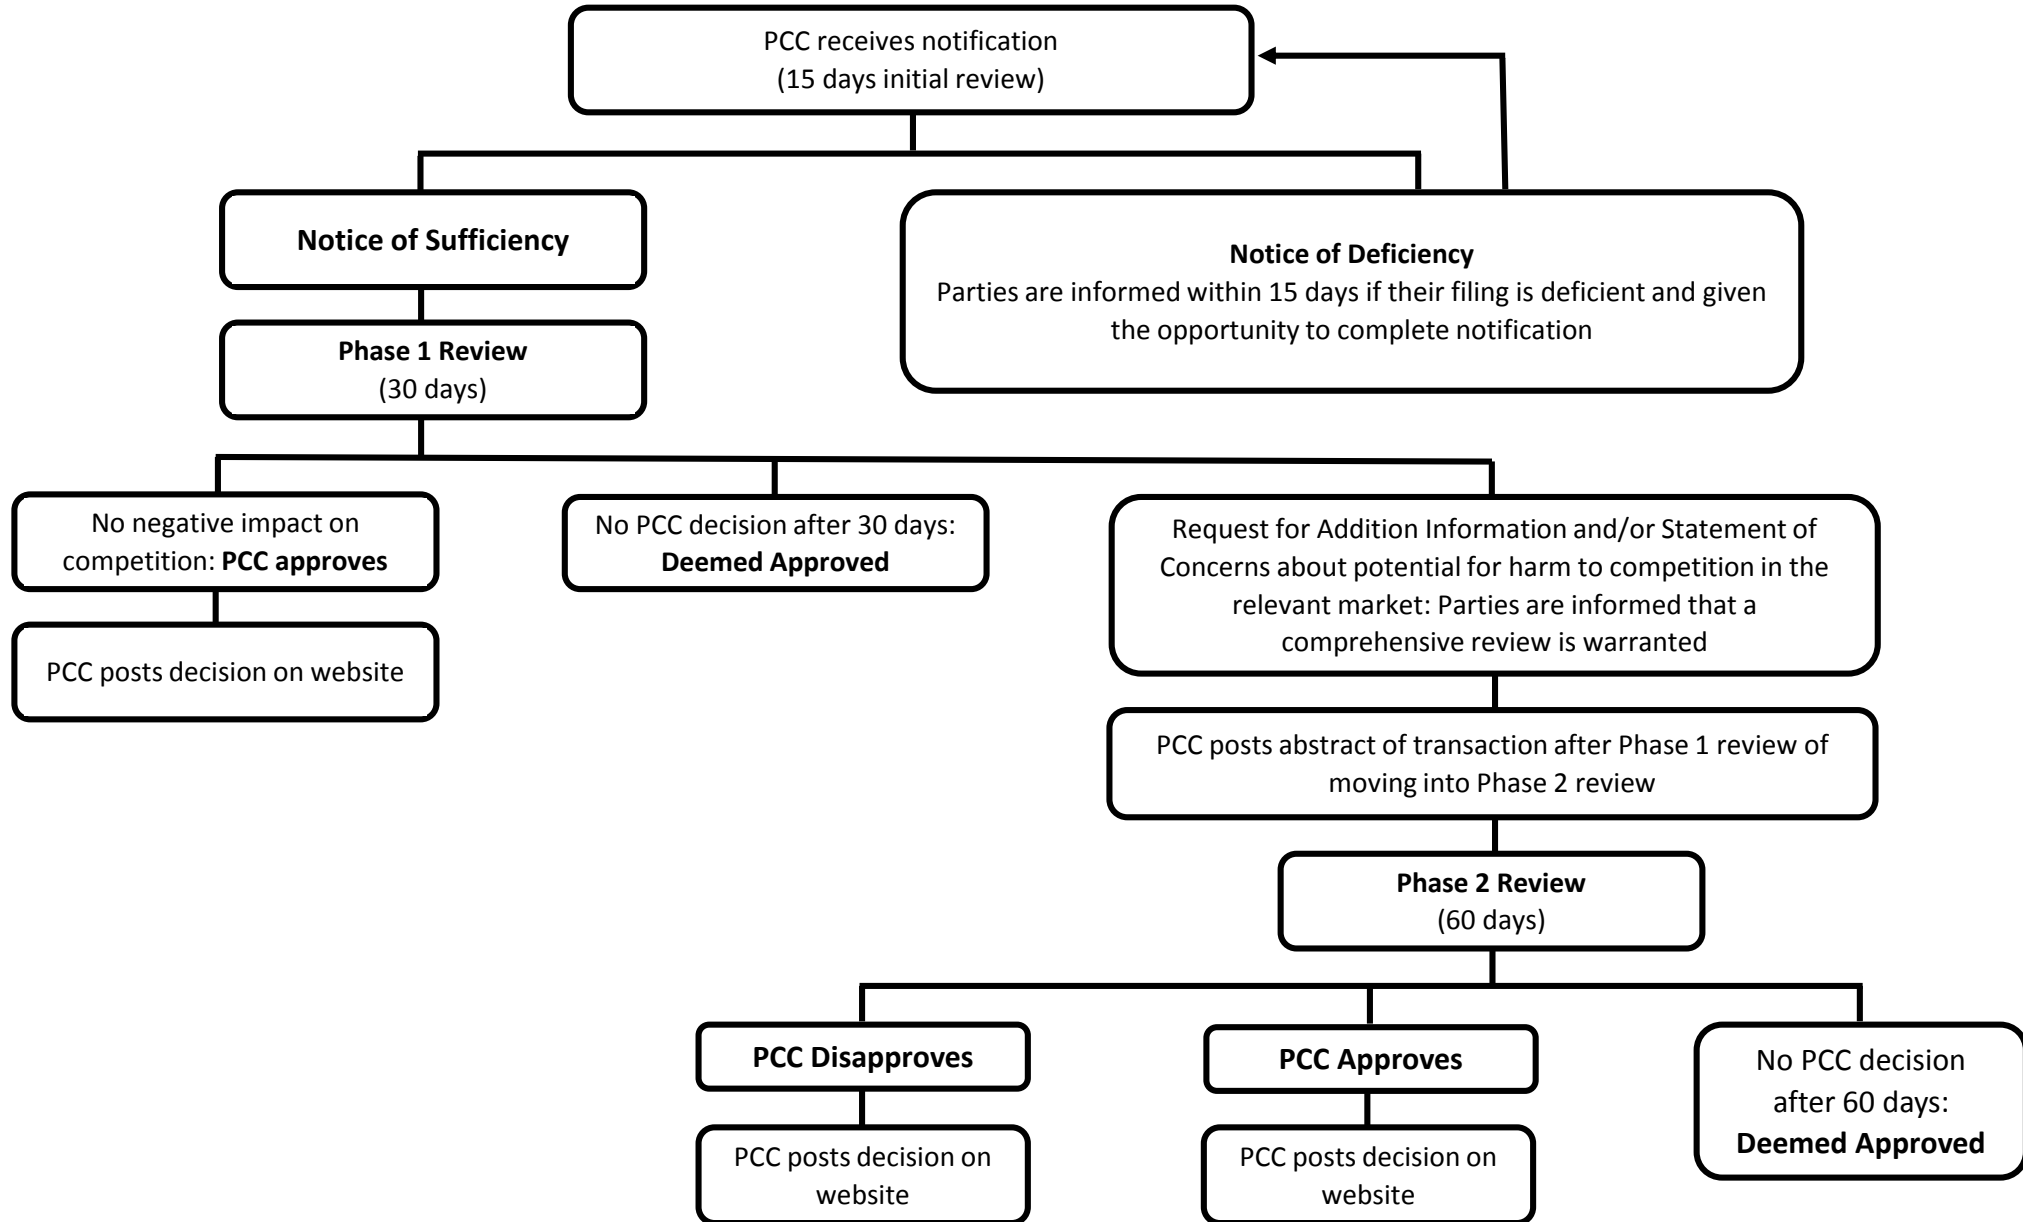 PCC receives notification
(15 days initial review)
Notice of Sufficiency
Notice of Deficiency
Parties are informed within 15 days if their filing is deficient and given
the opportunity to complete notification
Phase 1 Review
(30 days)
No negative impact on
competition: PCC approves
No PCC decision after 30 days:
Deemed Approved
Request for Addition Information and/or Statement of
Concerns about potential for harm to competition in the
relevant market: Parties are informed that a
comprehensive review is warranted
PCC posts decision on website
PCC posts abstract of transaction after Phase 1 review of
moving into Phase 2 review
Phase 2 Review
(60 days)
PCC Disapproves
PCC Approves
No PCC decision
after 60 days:
Deemed Approved
PCC posts decision on
website
PCC posts decision on
website